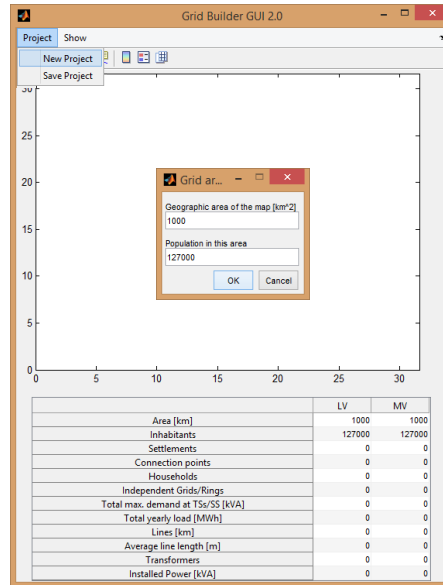 Grid Builder GUI 2.0
Project Show
New Project
Save Project
30
25
20
15
10
5
0
0 5 10 15 20 25 30
Grid ar...
Geographic area of the map [km^2]
1000
Population in this area
127000
OK Cancel
LV MV
Area [km] 1000 1000
Inhabitants 127000 127000
Settlements 0 0
Connection points 0 0
Households 0 0
Independent Grids/Rings 0 0
Total max. demand at TSs/SS [kVA] 0 0
Total yearly load [MWh] 0 0
Lines [km] 0 0
Average line length [m] 0 0
Transformers 0 0
Installed Power [kVA] 0 0